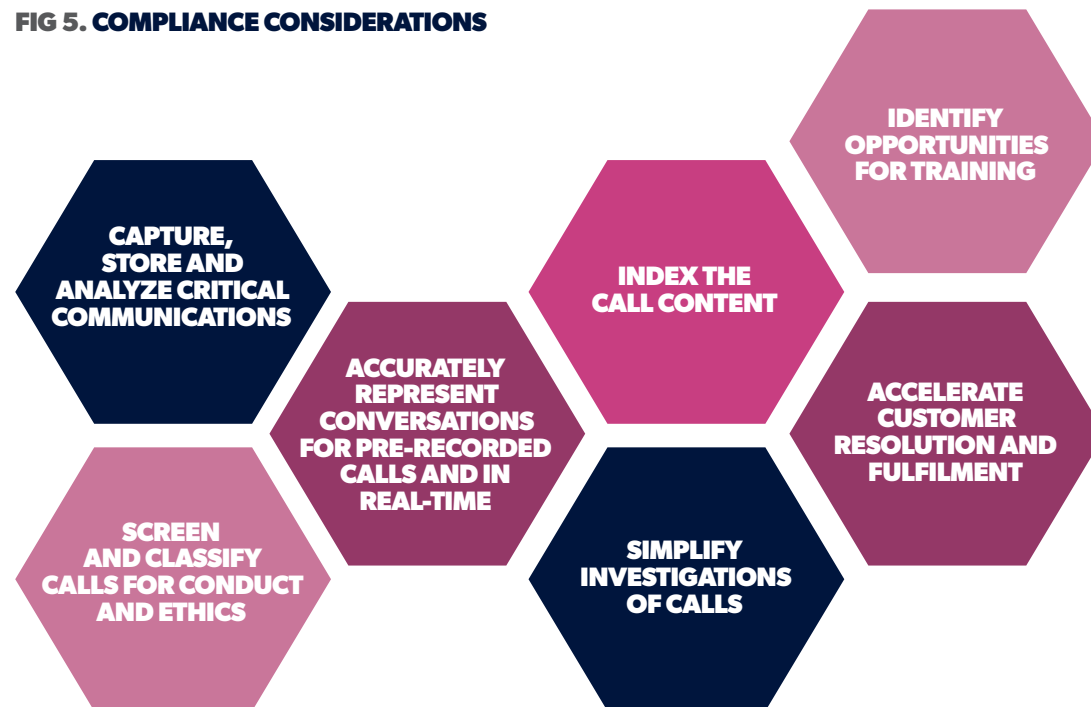 FIG 5. COMPLIANCE CONSIDERATIONS
CAPTURE,
STORE AND
ANALYZE CRITICAL
COMMUNICATIONS
SCREEN
AND CLASSIFY
CALLS FOR CONDUCT
AND ETHICS
ACCURATELY
REPRESENT
CONVERSATIONS
FOR PRE-RECORDED
CALLS AND IN
REAL-TIME
INDEX THE
CALL CONTENT
SIMPLIFY
INVESTIGATIONS
OF CALLS
IDENTIFY
OPPORTUNITIES
FOR TRAINING
ACCELERATE
CUSTOMER
RESOLUTION AND
FULFILMENT